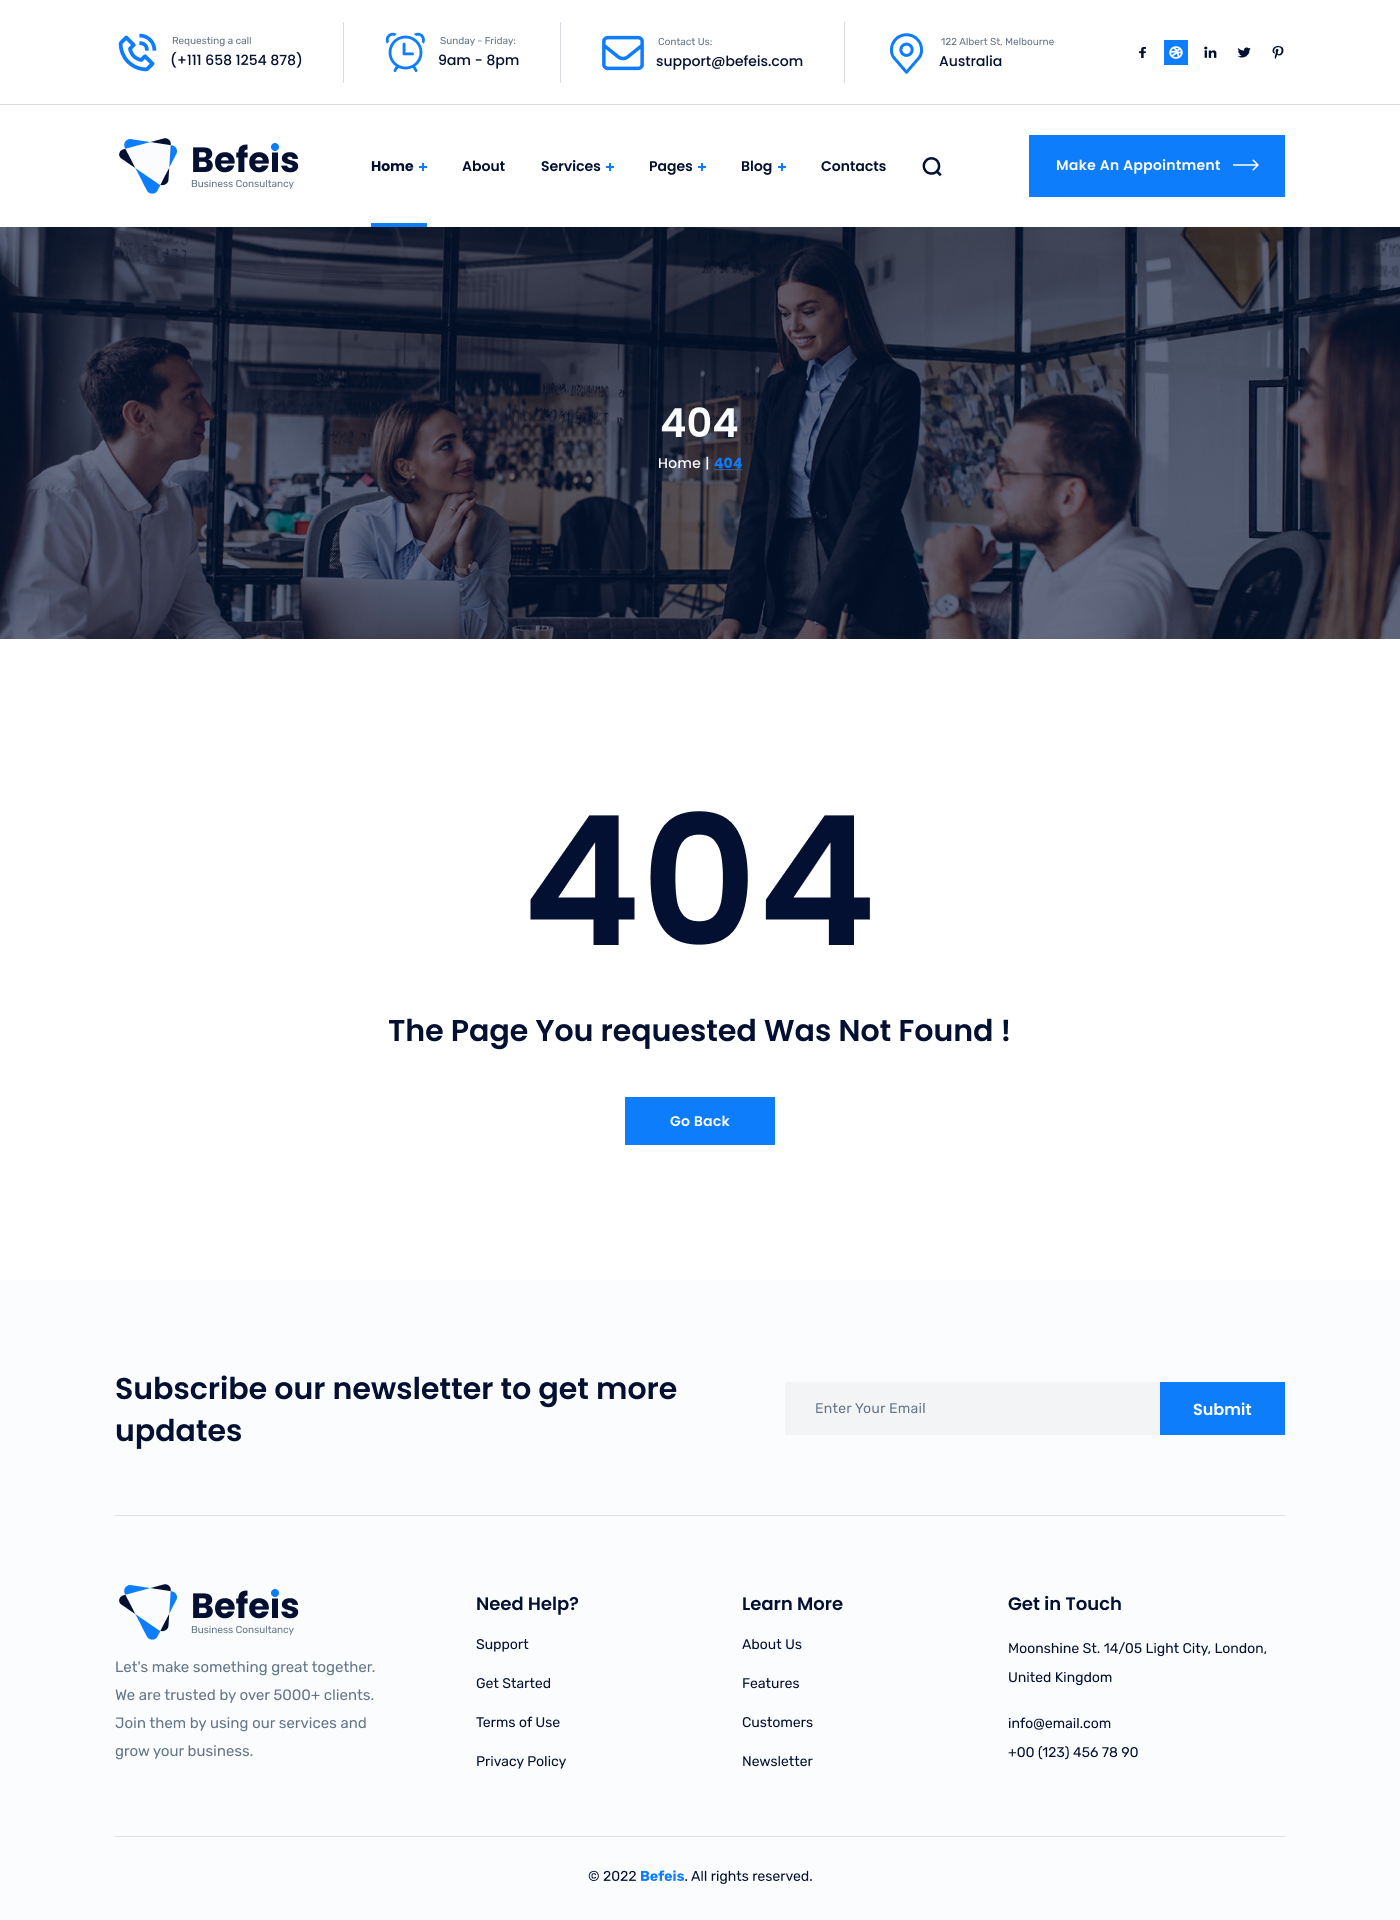 Requesting a call
(+111 658 1254 878)
Sunday - Friday:
9am - 8pm
Contact Us:
support@befeis.com
122 Albert St, Melbourne
Australia
Befeis
Business Consultancy
Home + About Services + Pages + Blog + Contacts
Make An Appointment
404
Home | 404
404
The Page You requested Was Not Found !
Go Back
Subscribe our newsletter to get more
updates
Enter Your Email
Submit
Befeis
Business Consultancy
Let's make something great together.
We are trusted by over 5000+ clients.
Join them by using our services and
grow your business.
Need Help?
Support
Get Started
Terms of Use
Privacy Policy
Learn More
About Us
Features
Customers
Newsletter
Get in Touch
Moonshine St. 14/05 Light City, London,
United Kingdom
info@email.com
+00 (123) 456 78 90
© 2022 Befeis. All rights reserved.